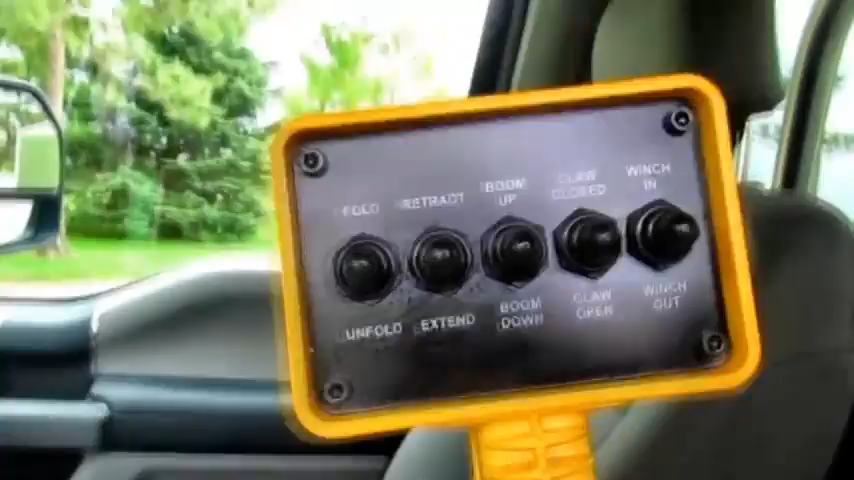 FOLD
RETRACT
BOOM
UP
CLAW
CLOSED
WINCH
IN
UNFOLD
EXTEND
BOOM
DOWN
CLAW
OPEN
WINCH
OUT